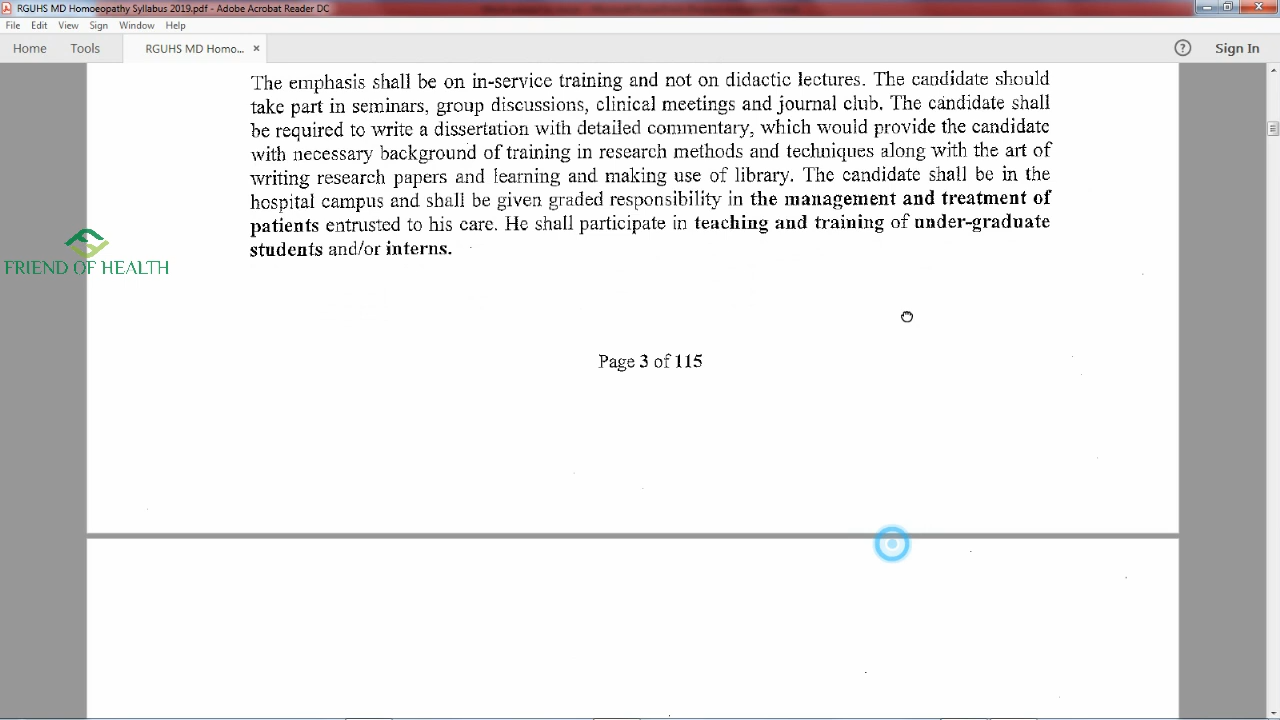 RGUHS MD Homoeopathy Syllabus 2019.pdf - Adobe Acrobat Reader DC
File Edit View Sign Window Help
Home Tools RGUHS MD Homo... × ? Sign In
The emphasis shall be on in-service training and not on didactic lectures. The candidate should
take part in seminars, group discussions, clinical meetings and journal club. The candidate shall
be required to write a dissertation with detailed commentary, which would provide the candidate
with necessary background of training in research methods and techniques along with the art of
writing research papers and learning and making use of library. The candidate shall be in the
hospital campus and shall be given graded responsibility in the management and treatment of
patients entrusted to his care. He shall participate in teaching and training of under-graduate
students and/or interns.
FRIEND OF HEALTH
Page 3 of 115